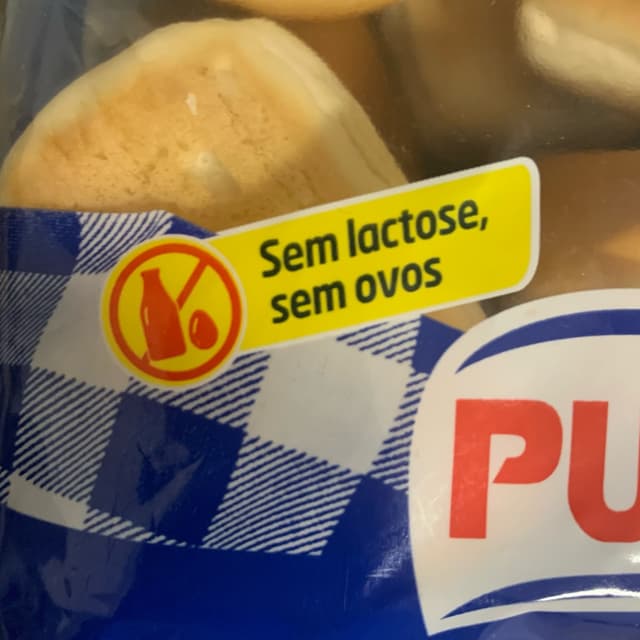 Sem lactose,
sem ovos
PU